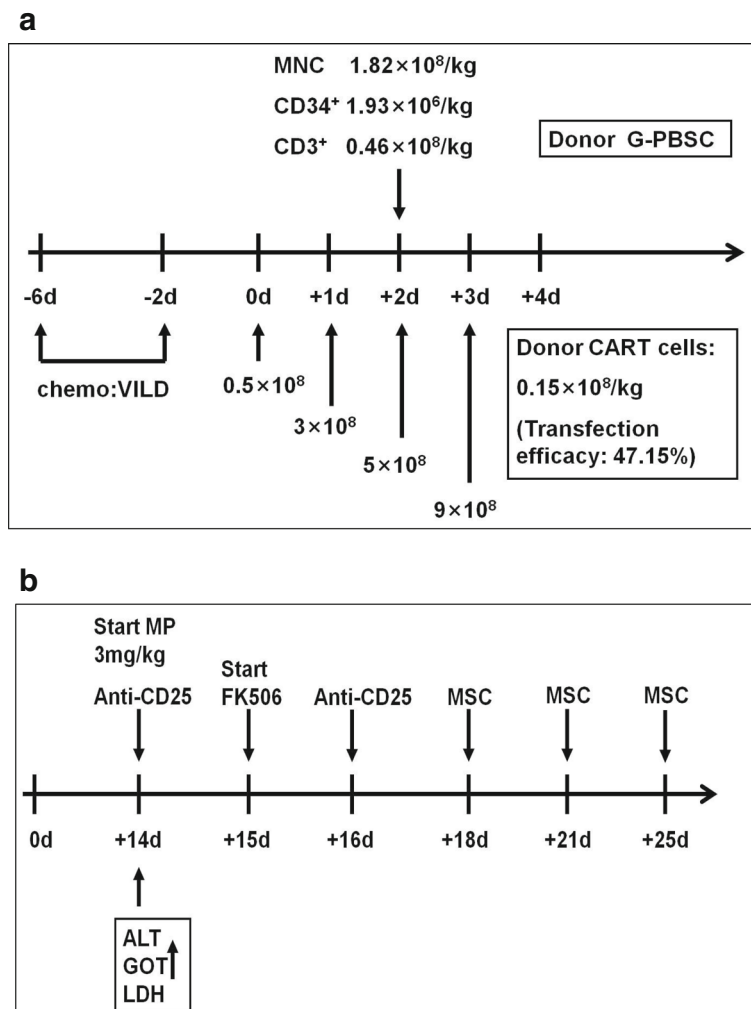 a
MNC 1.82×10⁸/kg
CD34⁺ 1.93×10⁶/kg
CD3⁺ 0.46×10⁸/kg
Donor G-PBSC
-6d -2d 0d +1d +2d +3d +4d
chemo:VILD
0.5×10⁸
3×10⁸
5×10⁸
9×10⁸
Donor CART cells:
0.15×10⁸/kg
(Transfection
efficacy: 47.15%)
b
Start MP
3mg/kg
Anti-CD25
Start
FK506
Anti-CD25
MSC
MSC
MSC
0d +14d +15d +16d +18d +21d +25d
ALT
GOT
LDH